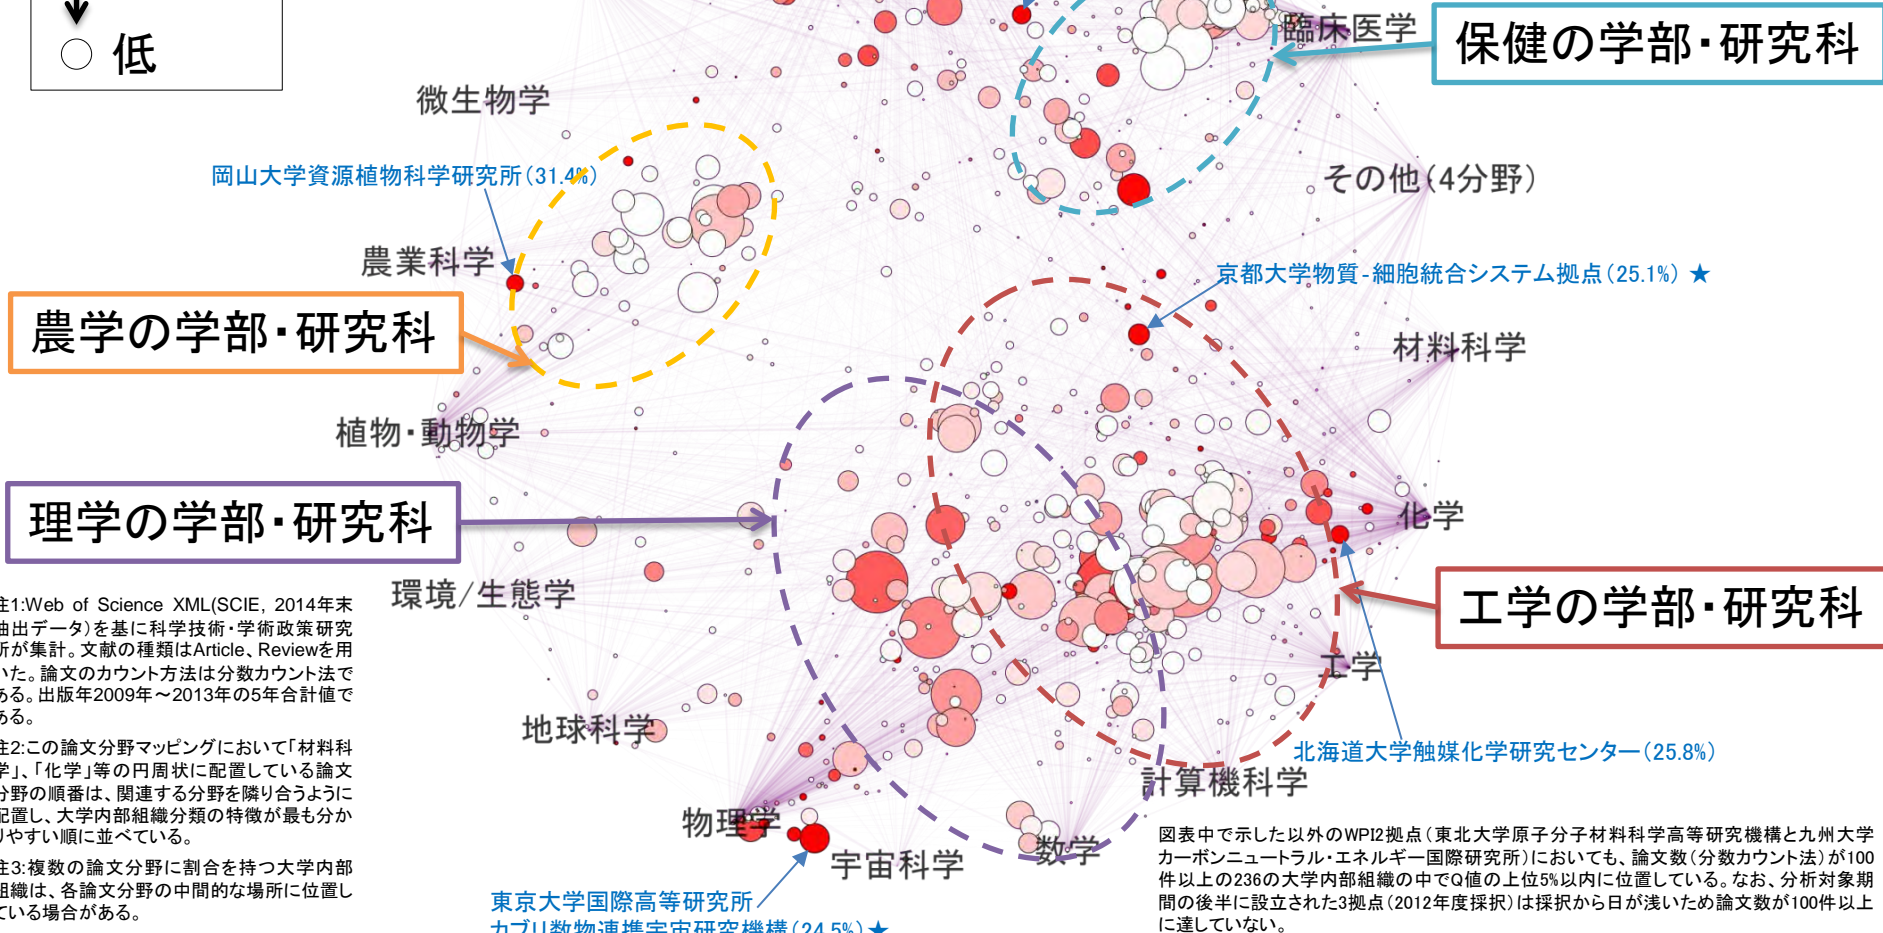 低
臨床医学
保健の学部・研究科
微生物学
岡山大学資源植物科学研究所(31.4%)
その他(4分野)
農業科学
京都大学物質-細胞統合システム拠点(25.1%) ★
農学の学部・研究科
材料科学
植物・動物学
理学の学部・研究科
化学
環境/生態学
工学の学部・研究科
注1:Web of Science XML(SCIE, 2014年末
抽出データ)を基に科学技術・学術政策研究
所が集計。文献の種類はArticle、Reviewを用
いた。論文のカウント方法は分数カウント法で
ある。出版年2009年～2013年の5年合計値で
ある。
工学
地球科学
注2:この論文分野マッピングにおいて「材料科
学」、「化学」等の円周状に配置している論文
分野の順番は、関連する分野を隣り合うように
配置し、大学内部組織分類の特徴が最も分か
りやすい順に並べている。
北海道大学触媒化学研究センター(25.8%)
計算機科学
物理学
数学
宇宙科学
注3:複数の論文分野に割合を持つ大学内部
組織は、各論文分野の中間的な場所に位置し
ている場合がある。
東京大学国際高等研究所
カブリ数物連携宇宙研究機構(24.5%)★
図表中で示した以外のWPI2拠点(東北大学原子分子材料科学高等研究機構と九州大学
カーボンニュートラル・エネルギー国際研究所)においても、論文数(分数カウント法)が100
件以上の236の大学内部組織の中でQ値の上位5%以内に位置している。なお、分析対象期
間の後半に設立された3拠点(2012年度採択)は採択から日が浅いため論文数が100件以上
に達していない。